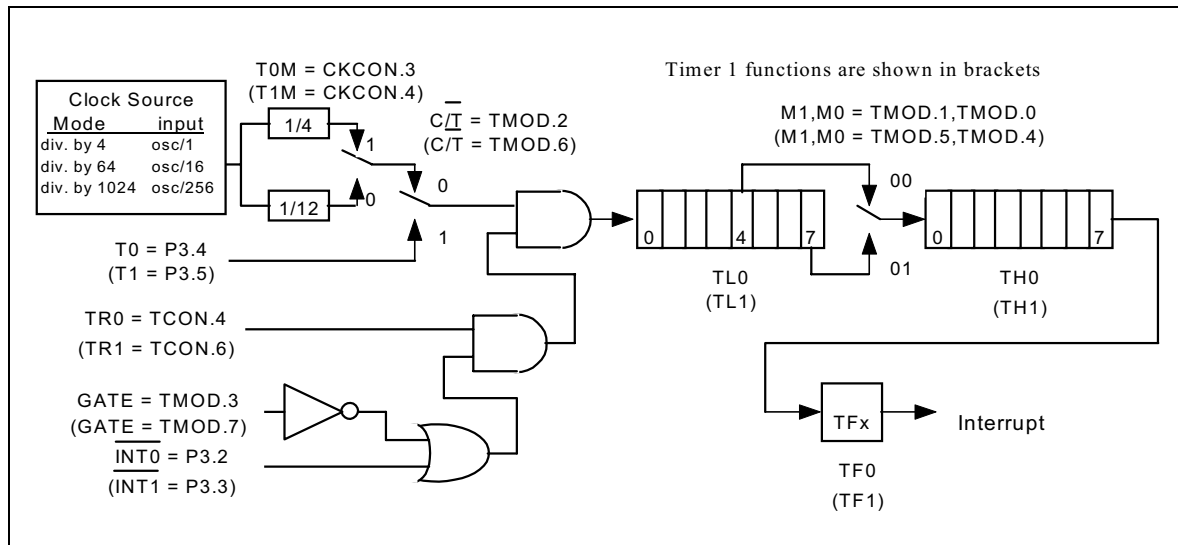 T0M = CKCON.3
(T1M = CKCON.4)
Timer 1 functions are shown in brackets
Clock Source
Mode input
div. by 4 osc/1
div. by 64 osc/16
div. by 1024 osc/256
1/4
1/12
1
0
C/T̅ = TMOD.2
(C/T̅ = TMOD.6)
0
1
M1,M0 = TMOD.1,TMOD.0
(M1,M0 = TMOD.5,TMOD.4)
00
01
0 4 7
TL0
(TL1)
0 7
TH0
(TH1)
T0 = P3.4
(T1 = P3.5)
TR0 = TCON.4
(TR1 = TCON.6)
GATE = TMOD.3
(GATE = TMOD.7)
I̅N̅T̅0̅ = P3.2
(I̅N̅T̅1̅ = P3.3)
TFx
Interrupt
TF0
(TF1)